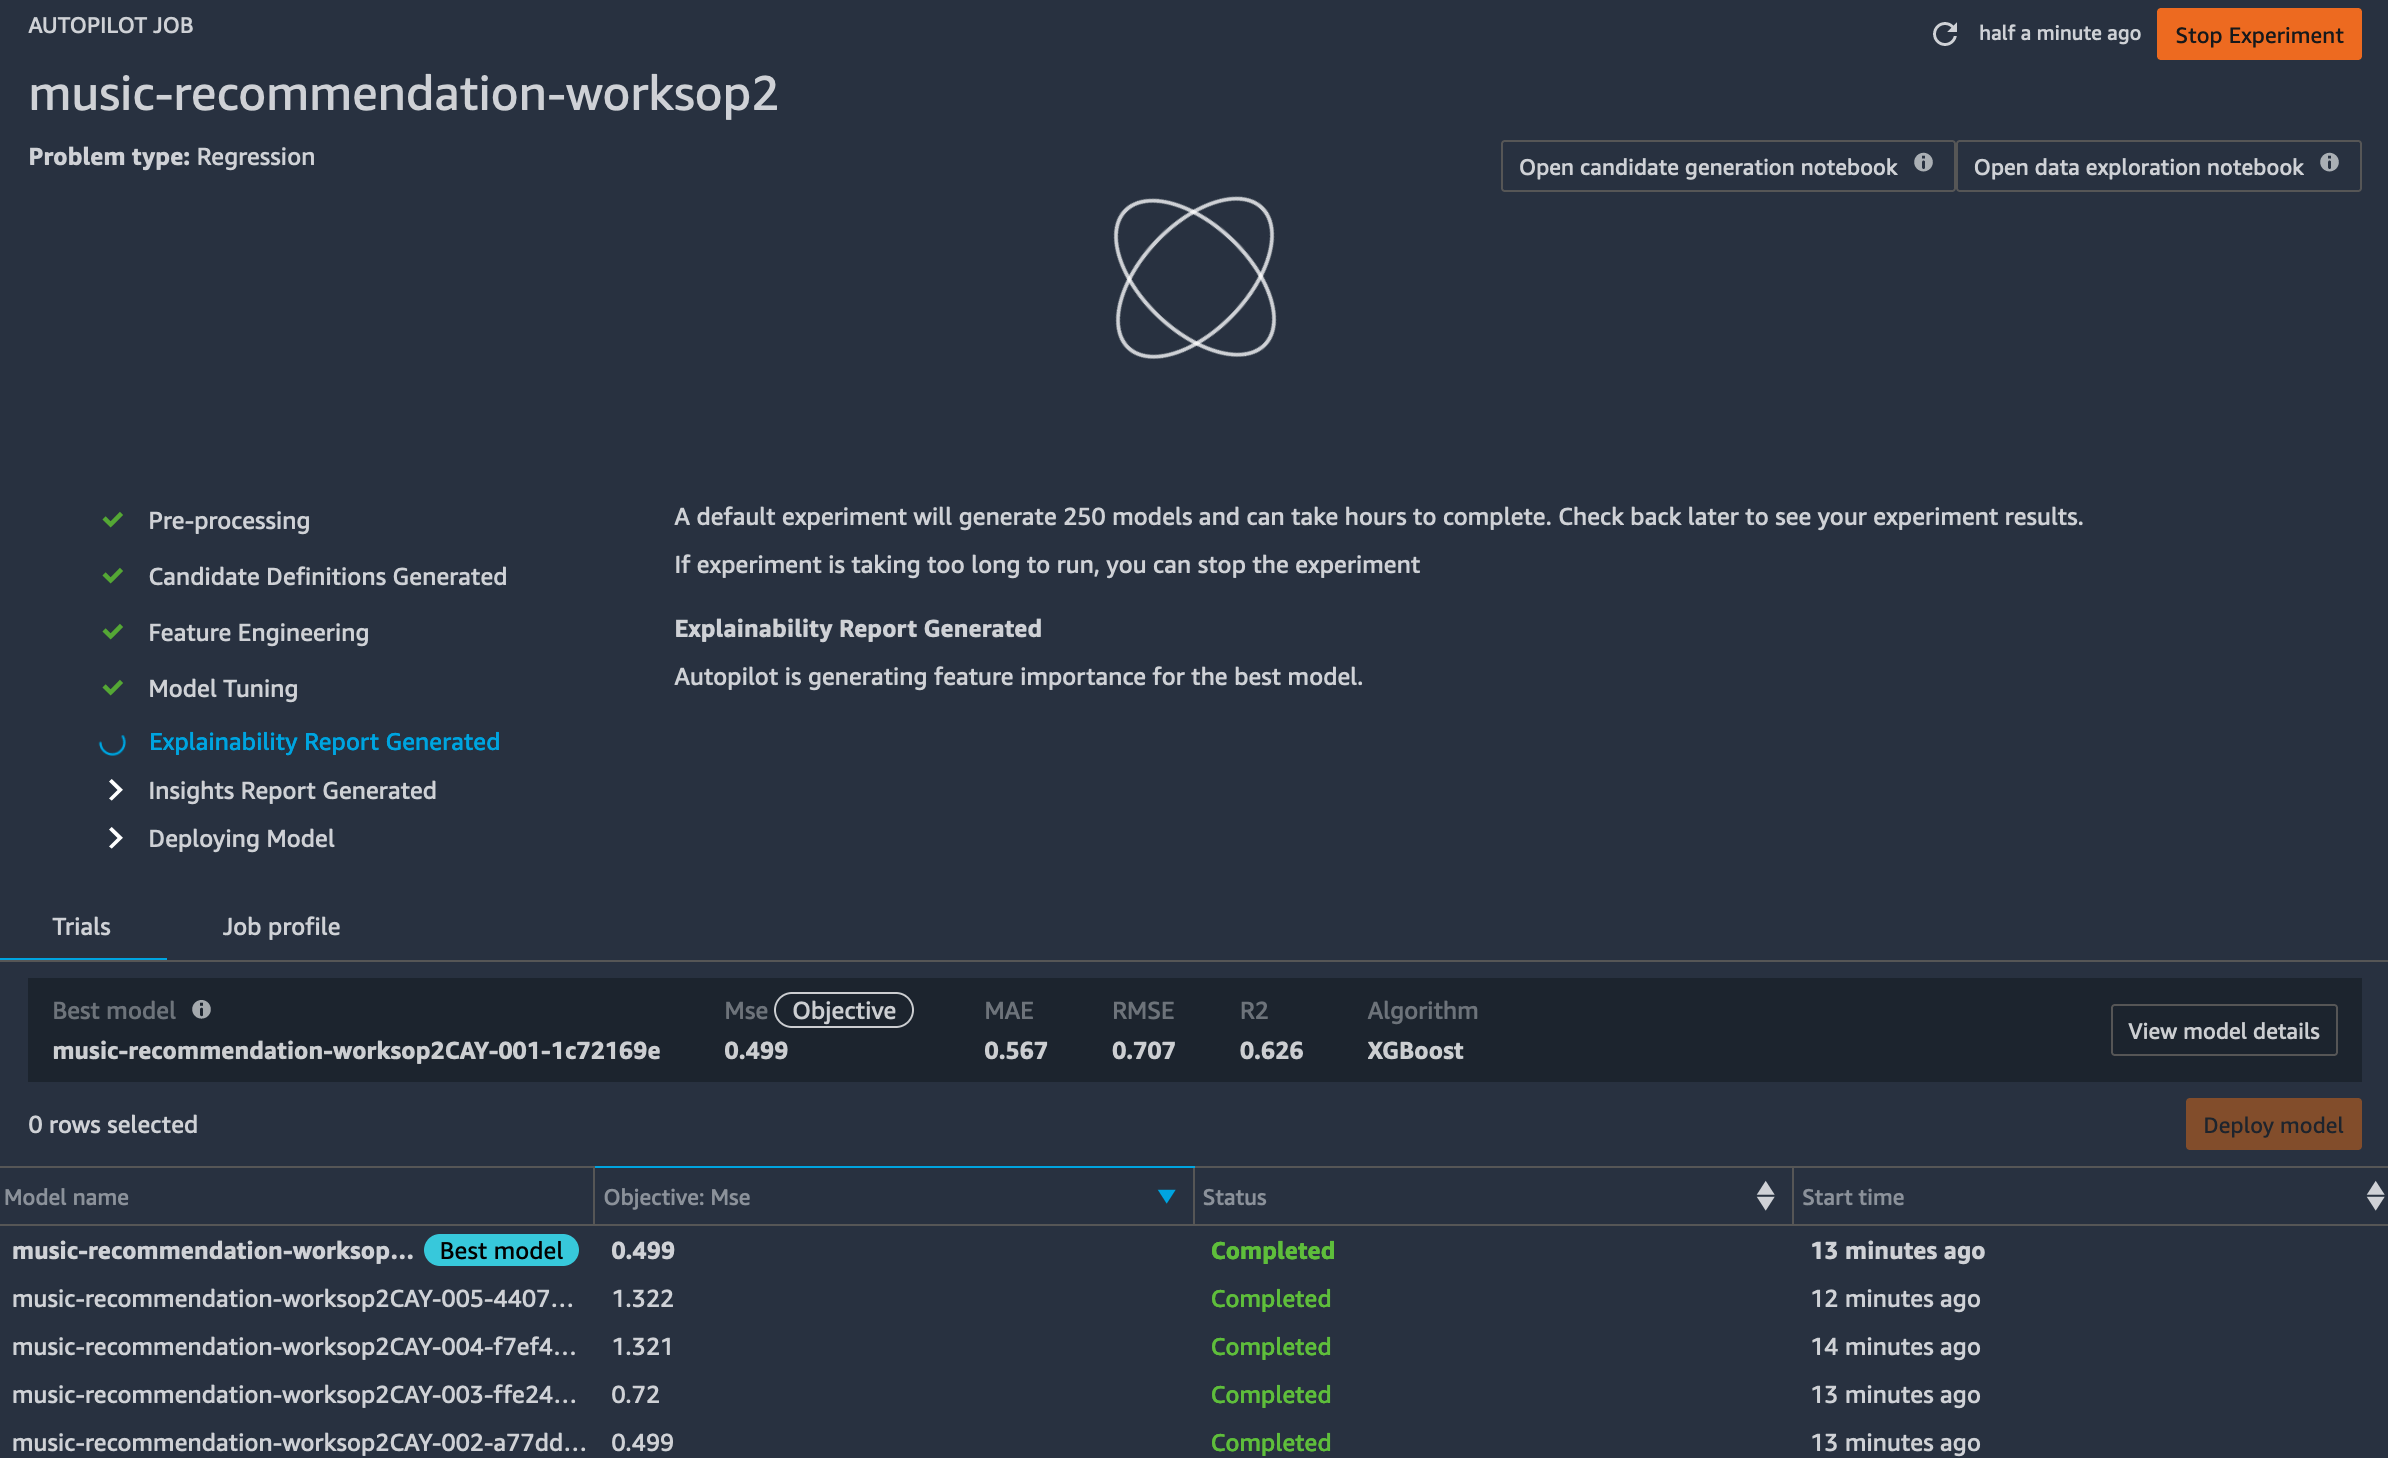 AUTOPILOT JOB
half a minute ago
Stop Experiment
music-recommendation-worksop2
Problem type: Regression
Open candidate generation notebook
Open data exploration notebook
Pre-processing
Candidate Definitions Generated
Feature Engineering
Model Tuning
Explainability Report Generated
Insights Report Generated
Deploying Model
A default experiment will generate 250 models and can take hours to complete. Check back later to see your experiment results.
If experiment is taking too long to run, you can stop the experiment
Explainability Report Generated
Autopilot is generating feature importance for the best model.
Trials Job profile
Best model Mse Objective MAE RMSE R2 Algorithm
music-recommendation-worksop2CAY-001-1c72169e 0.499 0.567 0.707 0.626 XGBoost
View model details
0 rows selected
Deploy model
Model name Objective: Mse Status Start time
music-recommendation-worksop... Best model 0.499 Completed 13 minutes ago
music-recommendation-worksop2CAY-005-4407... 1.322 Completed 12 minutes ago
music-recommendation-worksop2CAY-004-f7ef4... 1.321 Completed 14 minutes ago
music-recommendation-worksop2CAY-003-ffe24... 0.72 Completed 13 minutes ago
music-recommendation-worksop2CAY-002-a77dd... 0.499 Completed 13 minutes ago